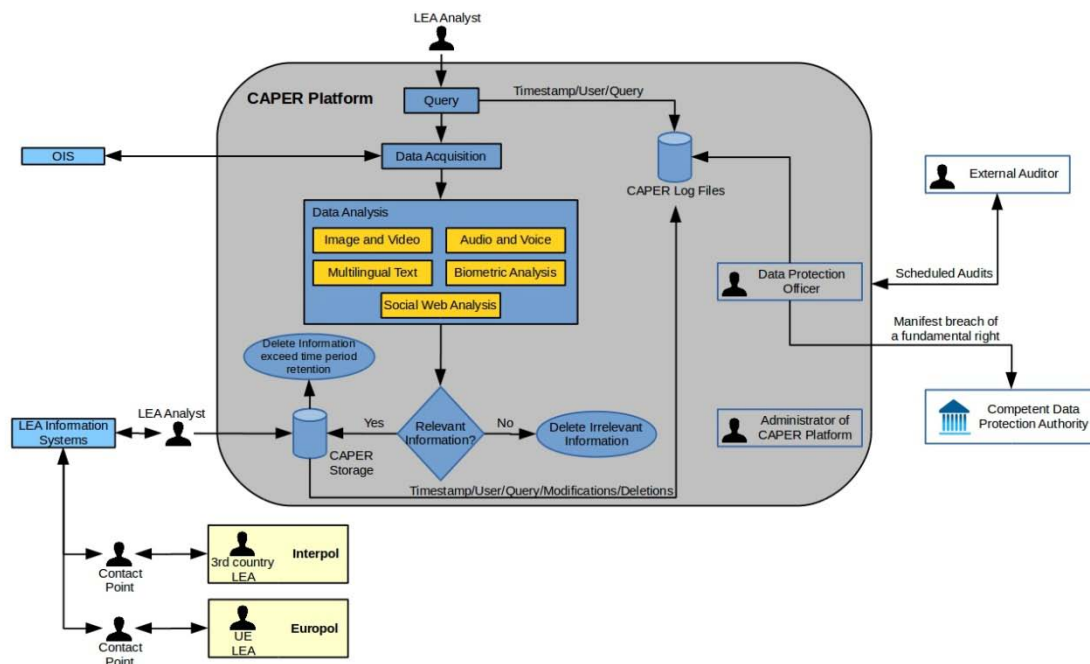 LEA Analyst
CAPER Platform
Query
Timestamp/User/Query
OIS
Data Acquisition
CAPER Log Files
External Auditor
Data Analysis
Image and Video
Audio and Voice
Multilingual Text
Biometric Analysis
Social Web Analysis
Data Protection
Officer
Scheduled Audits
Manifest breach of
a fundamental right
Delete Information
exceed time period
retention
LEA Analyst
LEA Information
Systems
CAPER
Storage
Yes
Relevant
Information?
No
Delete Irrelevant
Information
Administrator of
CAPER Platform
Competent Data
Protection Authority
Timestamp/User/Query/Modifications/Deletions
Contact
Point
3rd country
LEA
Interpol
Contact
Point
UE
LEA
Europol